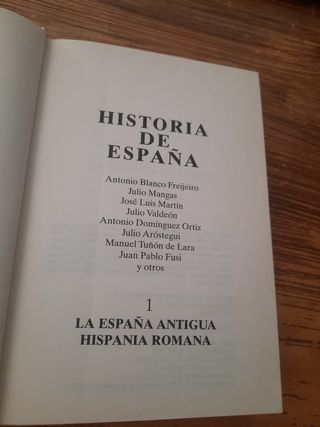 HISTORIA
DE
ESPAÑA
Antonio Blanco Freijeiro
Julio Mangas
José Luis Martín
Julio Valdeón
Antonio Domínguez Ortiz
Julio Aróstegui
Manuel Tuñón de Lara
Juan Pablo Fusi
y otros
1
LA ESPAÑA ANTIGUA
HISPANIA ROMANA